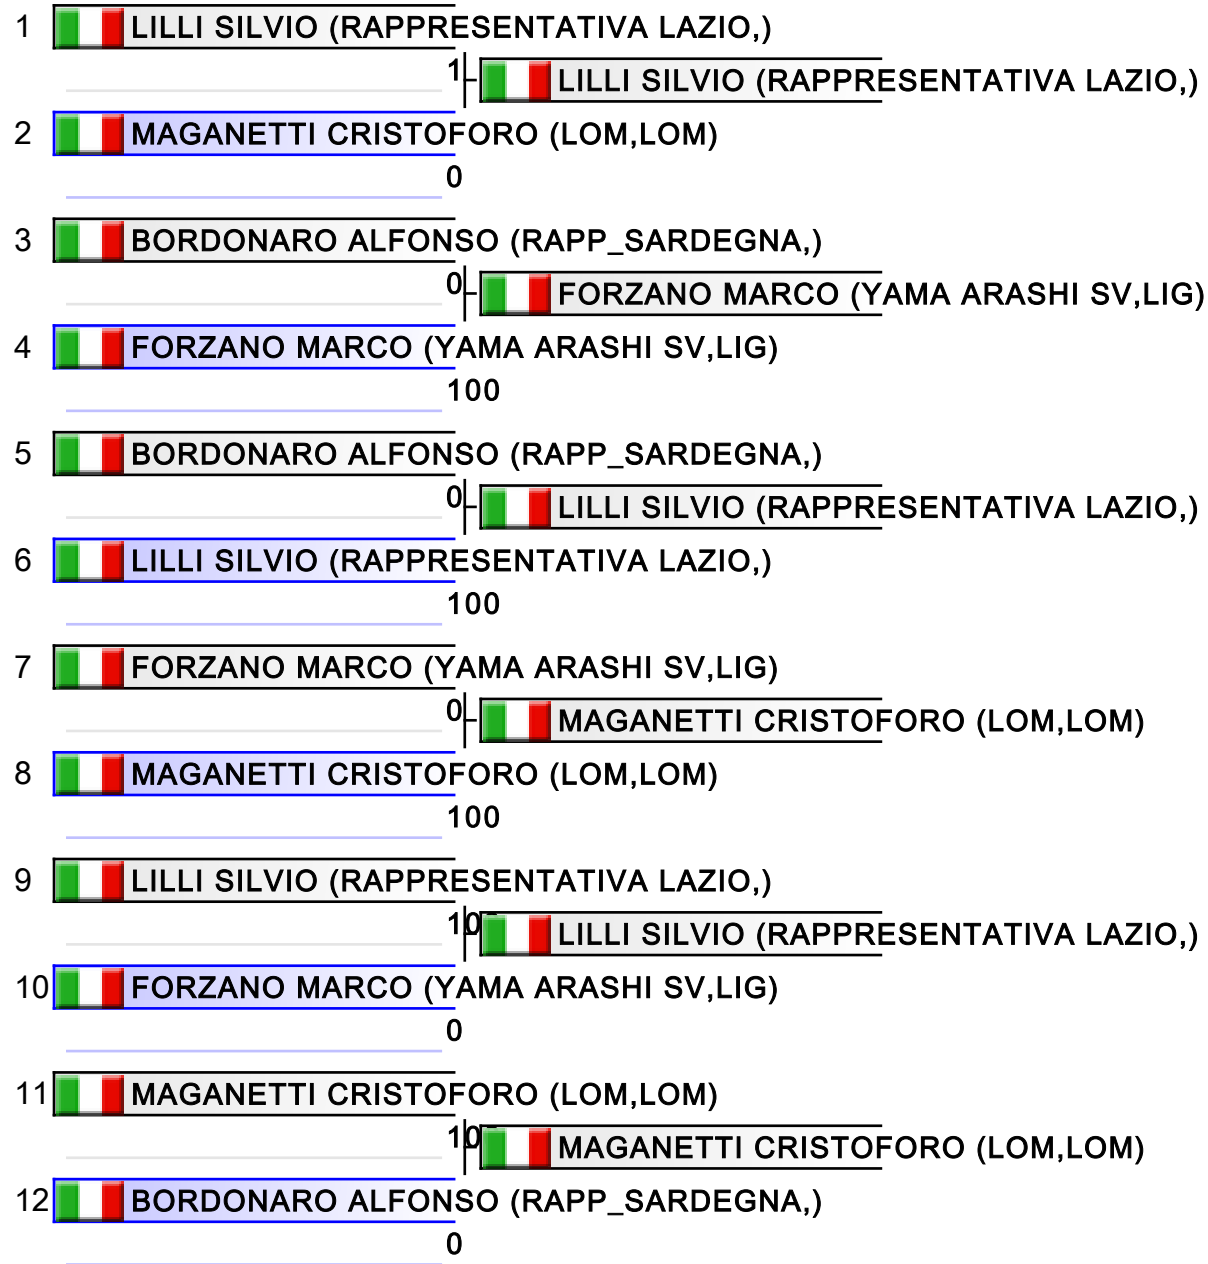 1 LILLI SILVIO (RAPPRESENTATIVA LAZIO,)
1 LILLI SILVIO (RAPPRESENTATIVA LAZIO,)
2 MAGANETTI CRISTOFORO (LOM,LOM)
0
3 BORDONARO ALFONSO (RAPP_SARDEGNA,)
0 FORZANO MARCO (YAMA ARASHI SV,LIG)
4 FORZANO MARCO (YAMA ARASHI SV,LIG)
100
5 BORDONARO ALFONSO (RAPP_SARDEGNA,)
0 LILLI SILVIO (RAPPRESENTATIVA LAZIO,)
6 LILLI SILVIO (RAPPRESENTATIVA LAZIO,)
100
7 FORZANO MARCO (YAMA ARASHI SV,LIG)
0 MAGANETTI CRISTOFORO (LOM,LOM)
8 MAGANETTI CRISTOFORO (LOM,LOM)
100
9 LILLI SILVIO (RAPPRESENTATIVA LAZIO,)
LILLI SILVIO (RAPPRESENTATIVA LAZIO,)
10 FORZANO MARCO (YAMA ARASHI SV,LIG)
0
11 MAGANETTI CRISTOFORO (LOM,LOM)
MAGANETTI CRISTOFORO (LOM,LOM)
12 BORDONARO ALFONSO (RAPP_SARDEGNA,)
0